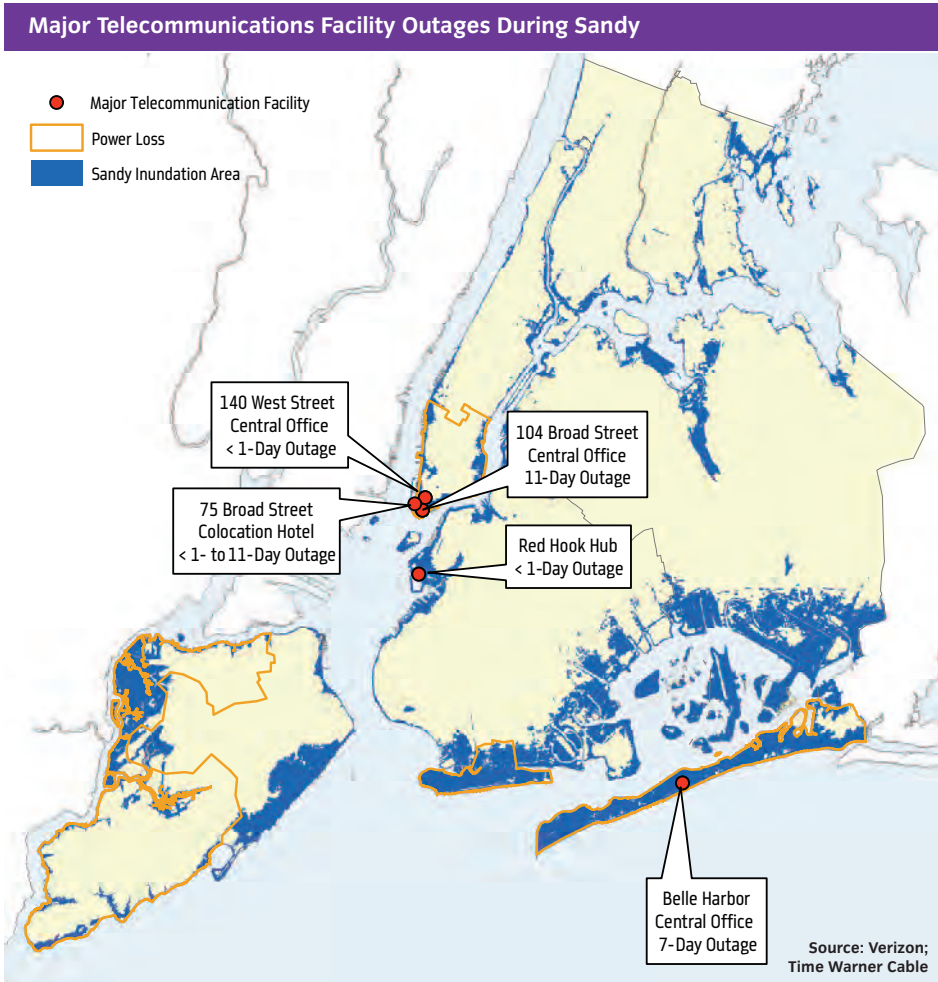 Major Telecommunications Facility Outages During Sandy
Major Telecommunication Facility
Power Loss
Sandy Inundation Area
140 West Street
Central Office
< 1-Day Outage
104 Broad Street
Central Office
11-Day Outage
75 Broad Street
Colocation Hotel
< 1- to 11-Day Outage
Red Hook Hub
< 1-Day Outage
Belle Harbor
Central Office
7-Day Outage
Source: Verizon;
Time Warner Cable